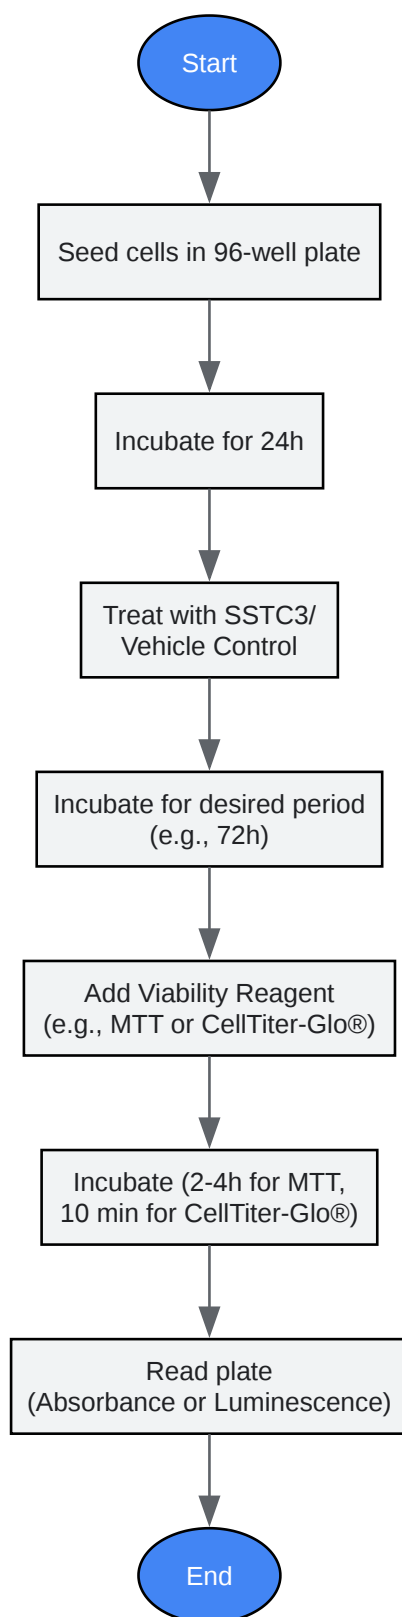 Start
Seed cells in 96-well plate
Incubate for 24h
Treat with SSTC3/
Vehicle Control
Incubate for desired period
(e.g., 72h)
Add Viability Reagent
(e.g., MTT or CellTiter-Glo®)
Incubate (2-4h for MTT,
10 min for CellTiter-Glo®)
Read plate
(Absorbance or Luminescence)
End